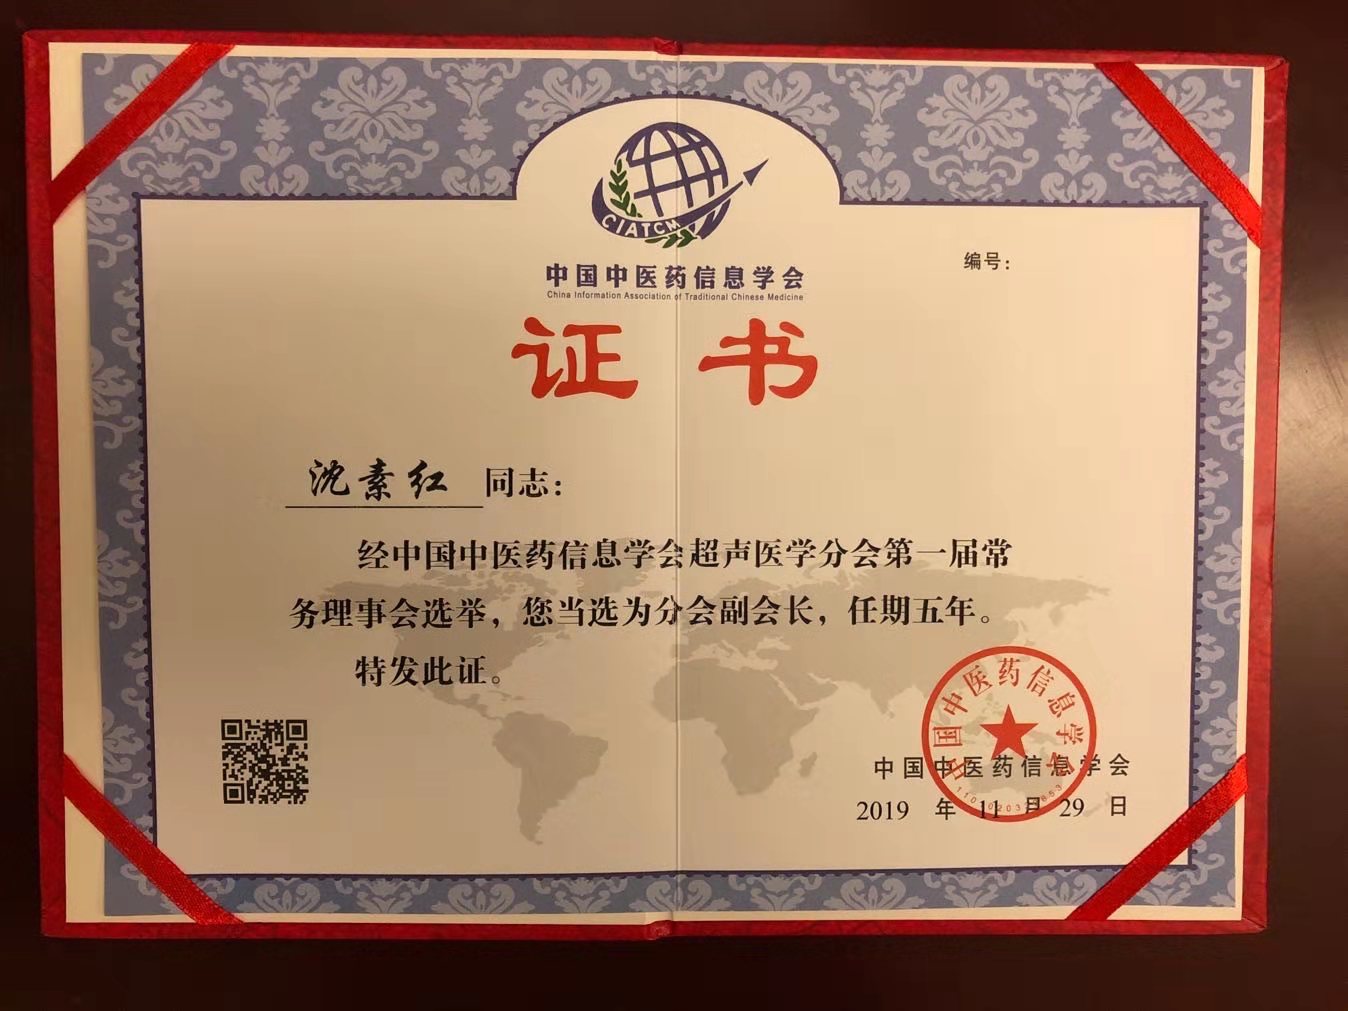 CIATCM
中国中医药信息学会
China Information Association of Traditional Chinese Medicine
编号：
证书
沈素红 同志：
经中国中医药信息学会超声医学分会第一届常
务理事会选举，您当选为分会副会长，任期五年。
特发此证。
中国中医药信息学会
中国中医药信息学会
2019 年 11 月 29 日